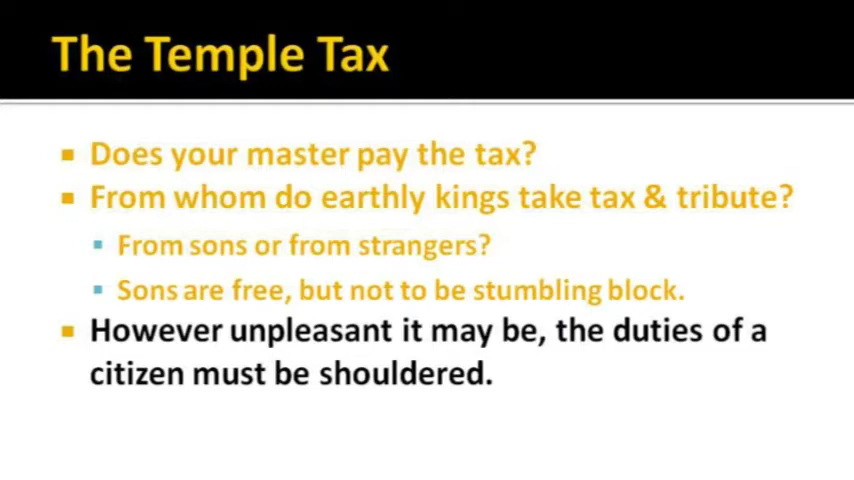 The Temple Tax
Does your master pay the tax?
From whom do earthly kings take tax & tribute?
From sons or from strangers?
Sons are free, but not to be stumbling block.
However unpleasant it may be, the duties of a
citizen must be shouldered.